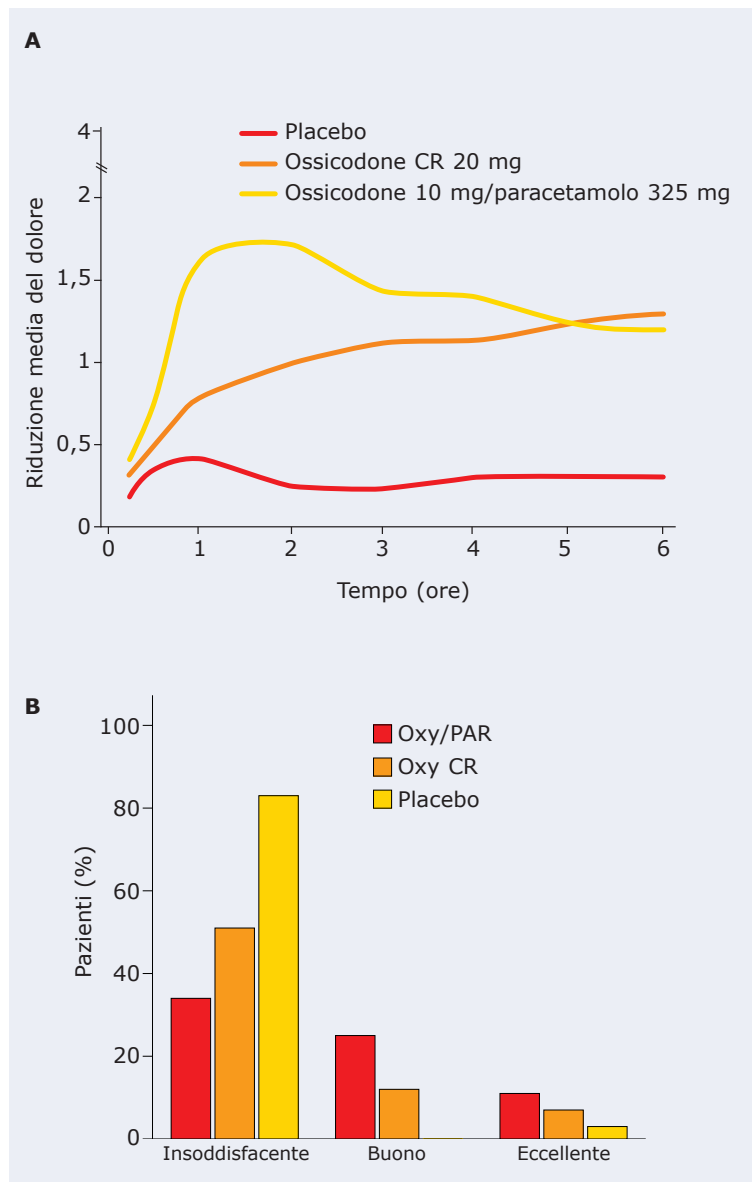 A
Placebo
Ossicodone CR 20 mg
Ossicodone 10 mg/paracetamolo 325 mg
Riduzione media del dolore
4
2
1,5
1
0,5
0
0 1 2 3 4 5 6
Tempo (ore)
B
Oxy/PAR
Oxy CR
Placebo
Pazienti (%)
100
80
60
40
20
0
Insoddisfacente Buono Eccellente